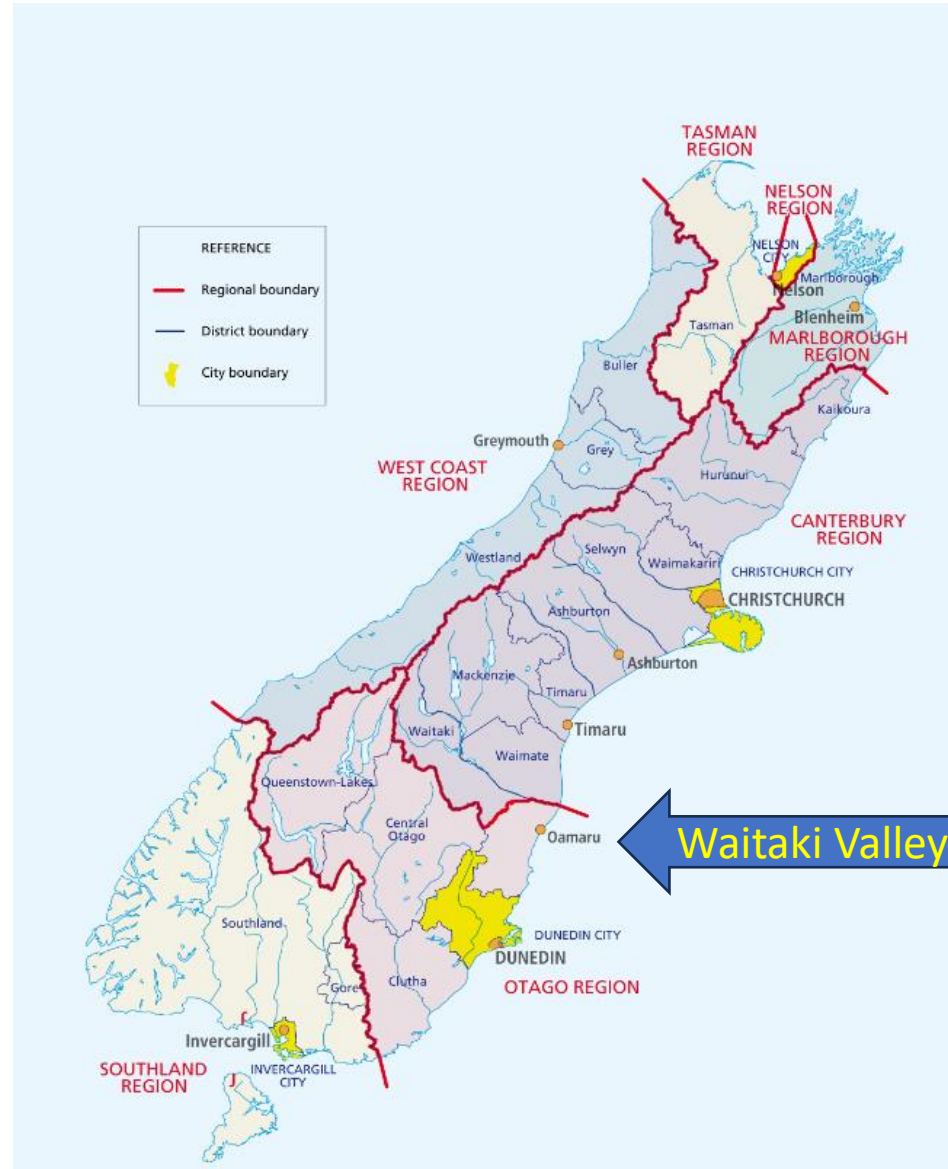 TASMAN
REGION
NELSON
REGION
REFERENCE
Regional boundary
District boundary
City boundary
NELSON
CITY
Marlborough
Nelson
Tasman
Blenheim
MARLBOROUGH
REGION
Buller
Kaikoura
Greymouth
Grey
WEST COAST
REGION
Hurunui
CANTERBURY
REGION
Selwyn
Waimakariri
Westland
CHRISTCHURCH CITY
CHRISTCHURCH
Ashburton
Ashburton
Mackenzie
Timaru
Waitaki
Timaru
Waimate
Queenstown-Lakes
Central
Otago
Oamaru
Waitaki Valley
Southland
DUNEDIN CITY
DUNEDIN
Clutha
Gore
OTAGO REGION
Invercargill
SOUTHLAND
REGION
INVERCARGILL
CITY